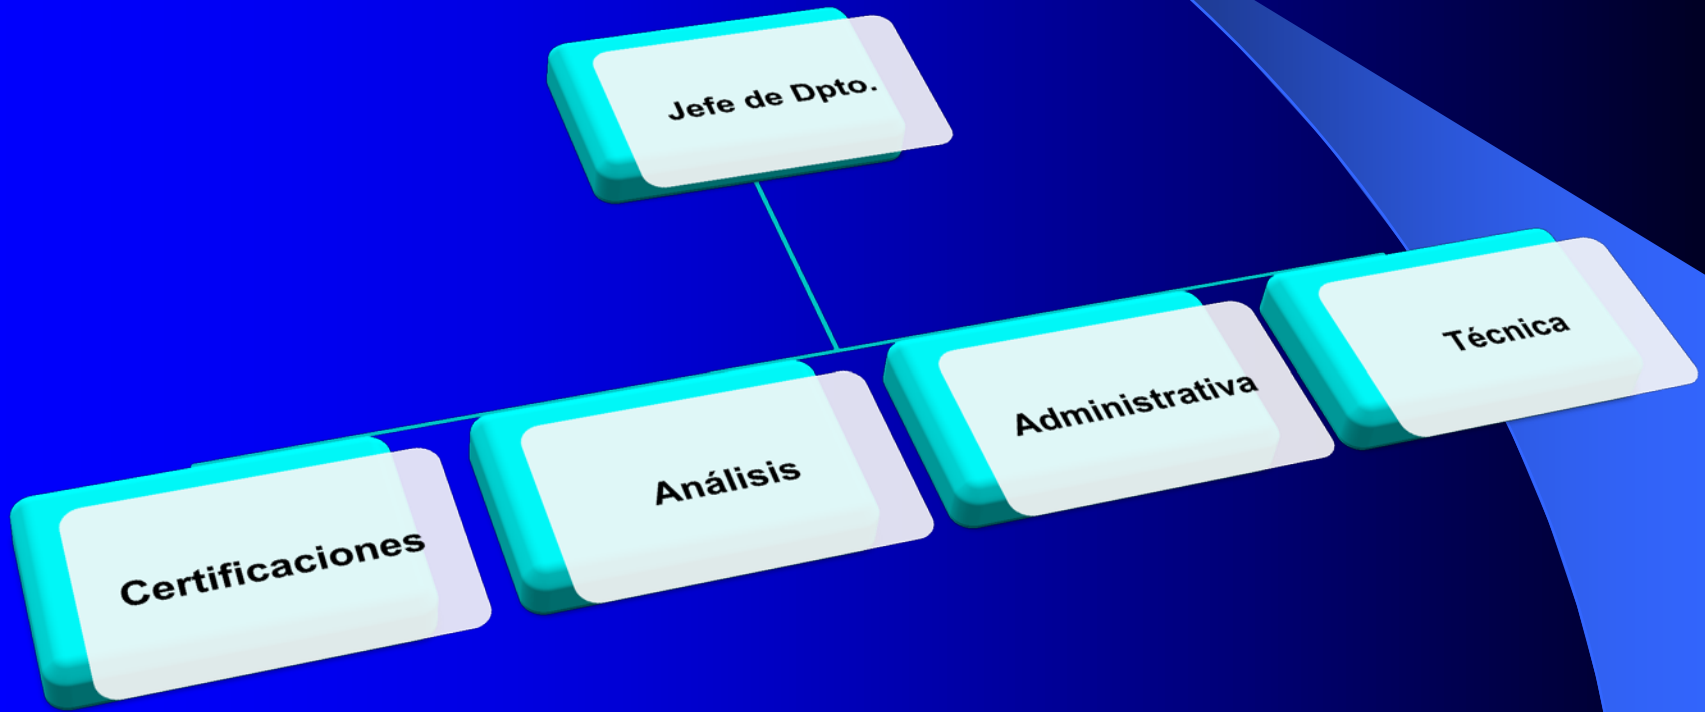 Jefe de Dpto.
Certificaciones
Análisis
Administrativa
Técnica